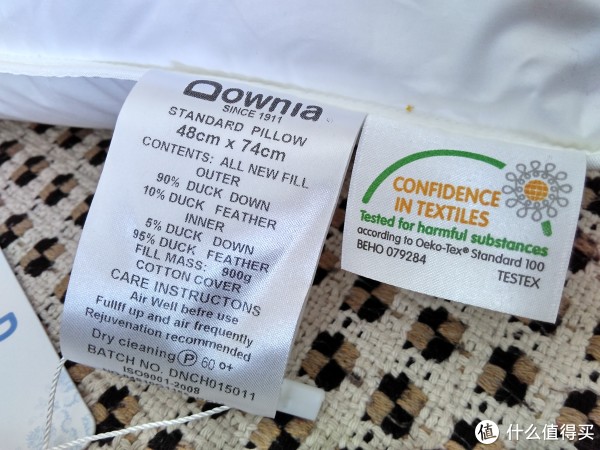 Downia
SINCE 1911
STANDARD PILLOW
48cm x 74cm
CONTENTS: ALL NEW FILL
OUTER
90% DUCK DOWN
10% DUCK FEATHER
INNER
5% DUCK DOWN
95% DUCK FEATHER
FILL MASS: 900g
COTTON COVER
CARE INSTRUCTONS
Air Well befre use
Fullff up and air frequently
Rejuvenation recommended
Dry cleaning P 60 o+
BATCH NO. DNCH015011
ISO9001-2008
CONFIDENCE
IN TEXTILES
Tested for harmful substances
according to Oeko-Tex® Standard 100
BEHO 079284
TESTEX
值 什么值得买